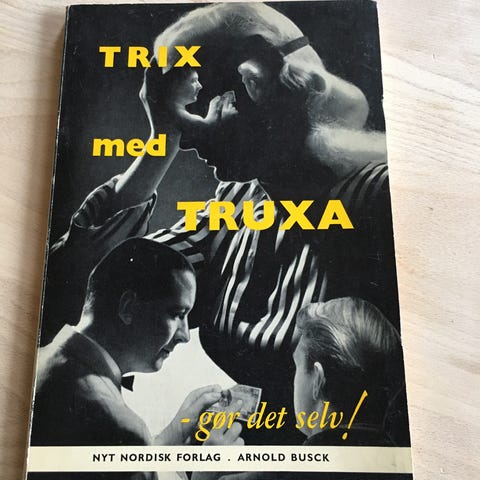 TRIX
med
TRUXA
- gør det selv!
NYT NORDISK FORLAG . ARNOLD BUSCK